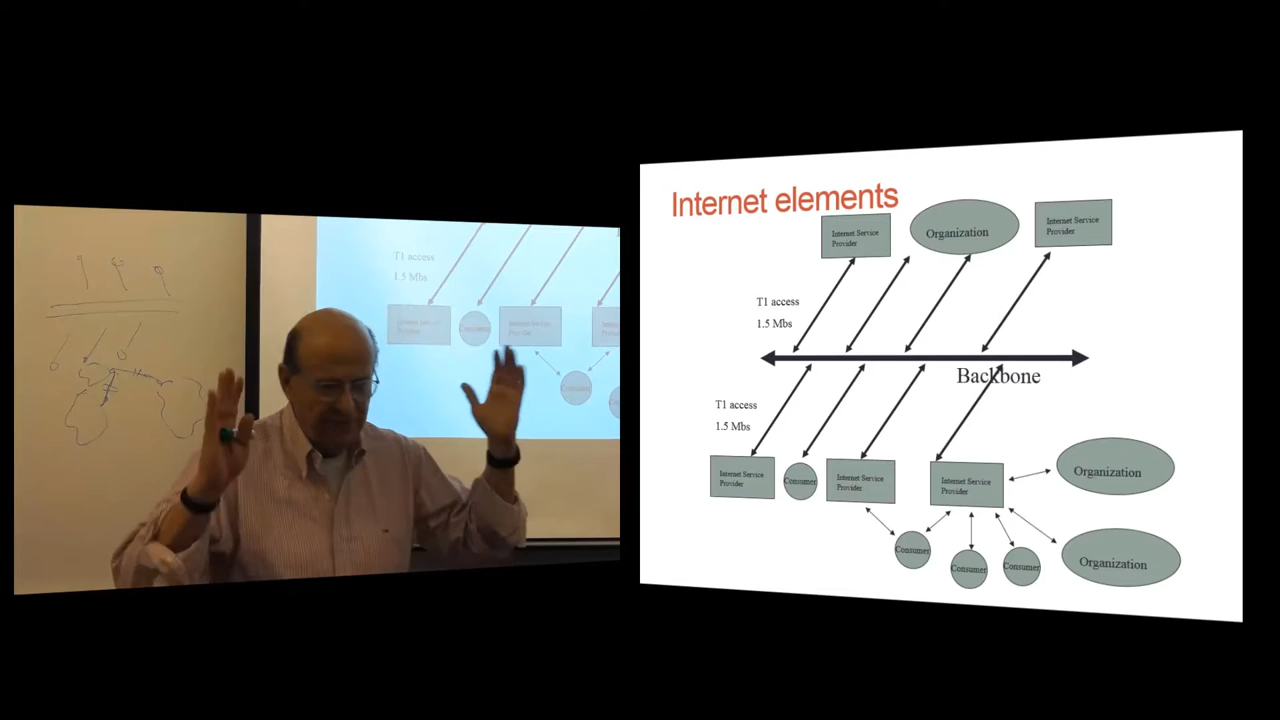 T1 access
1.5 Mbs
Internet elements
Internet Service
Provider
Organization
Internet Service
Provider
T1 access
1.5 Mbs
Backbone
T1 access
1.5 Mbs
Internet Service
Provider
Consumer
Internet Service
Provider
Internet Service
Provider
Organization
Consumer
Consumer
Consumer
Organization